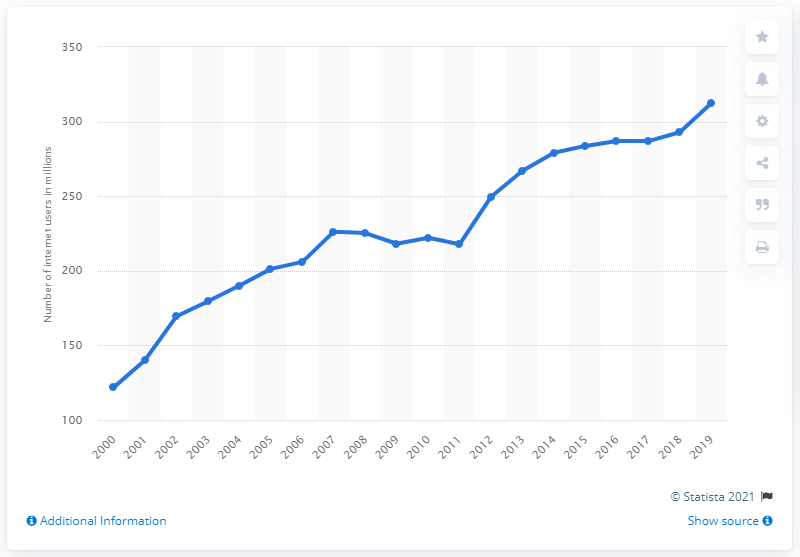 350
300
250
200
150
100
Number of internet users in millions
2000 2001 2002 2003 2004 2005 2006 2007 2008 2009 2010 2011 2012 2013 2014 2015 2016 2017 2018 2019
© Statista 2021
Additional Information
Show source